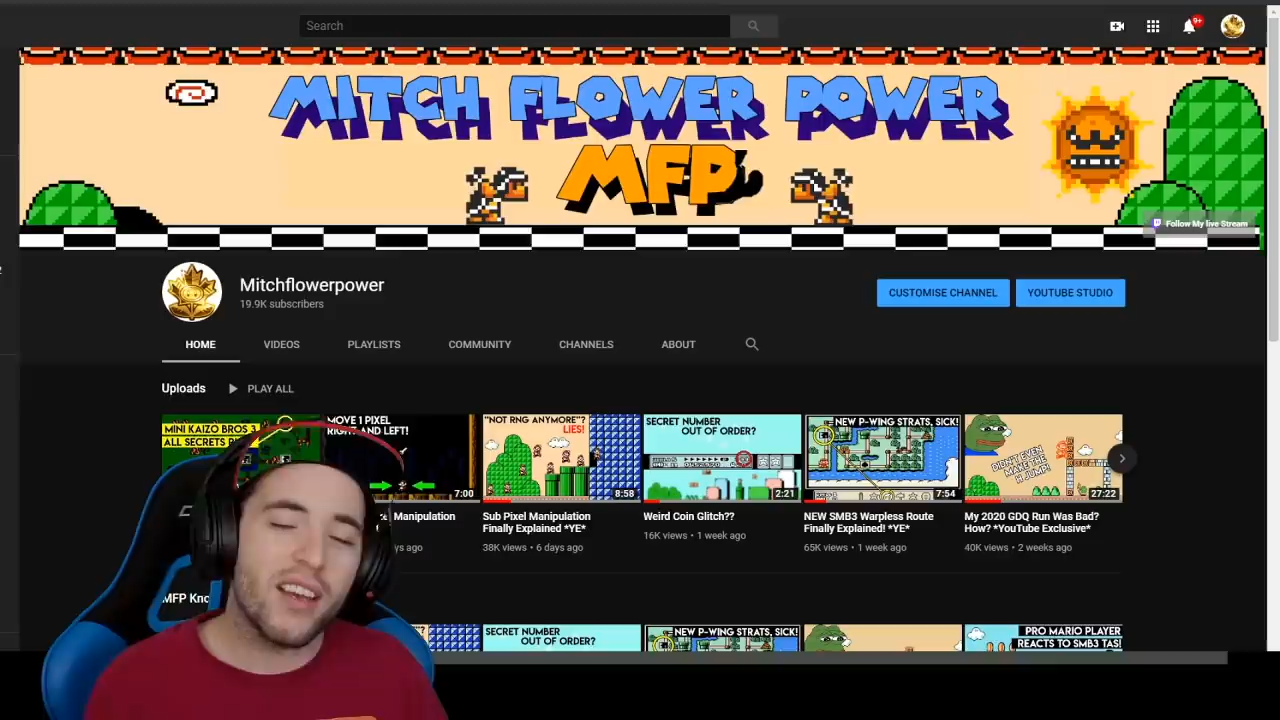 Search
9+
MITCH FLOWER POWER
MFP
Follow My live Stream
Mitchflowerpower
19.9K subscribers
CUSTOMISE CHANNEL
YOUTUBE STUDIO
HOME
VIDEOS
PLAYLISTS
COMMUNITY
CHANNELS
ABOUT
Uploads
PLAY ALL
MINI KAIZO BROS 3
ALL SECRETS
MOVE 1 PIXEL
RIGHT AND LEFT!
7:00
"NOT RNG ANYMORE"?
LIES!
8:58
SECRET NUMBER
OUT OF ORDER?
2:21
NEW P-WING STRATS, SICK!
7:54
DIDN'T EVEN
MAKE THE
H JUMP!
27:22
Manipulation
ago
Sub Pixel Manipulation
Finally Explained *YE*
38K views • 6 days ago
Weird Coin Glitch??
16K views • 1 week ago
NEW SMB3 Warpless Route
Finally Explained! *YE*
65K views • 1 week ago
My 2020 GDQ Run Was Bad?
How? *YouTube Exclusive*
40K views • 2 weeks ago
MFP Kno
SECRET NUMBER
OUT OF ORDER?
NEW P-WING STRATS, SICK!
PRO MARIO PLAYER
REACTS TO SMB3 TAS!